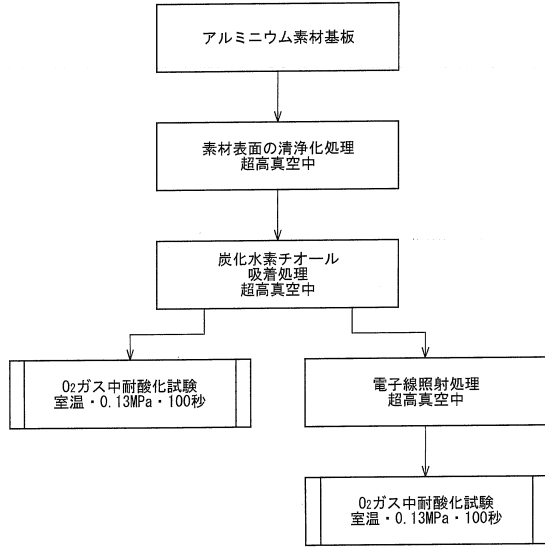 アルミニウム素材基板
素材表面の清浄化処理
超高真空中
炭化水素チオール
吸着処理
超高真空中
O₂ガス中耐酸化試験
室温・0.13MPa・100秒
電子線照射処理
超高真空中
O₂ガス中耐酸化試験
室温・0.13MPa・100秒